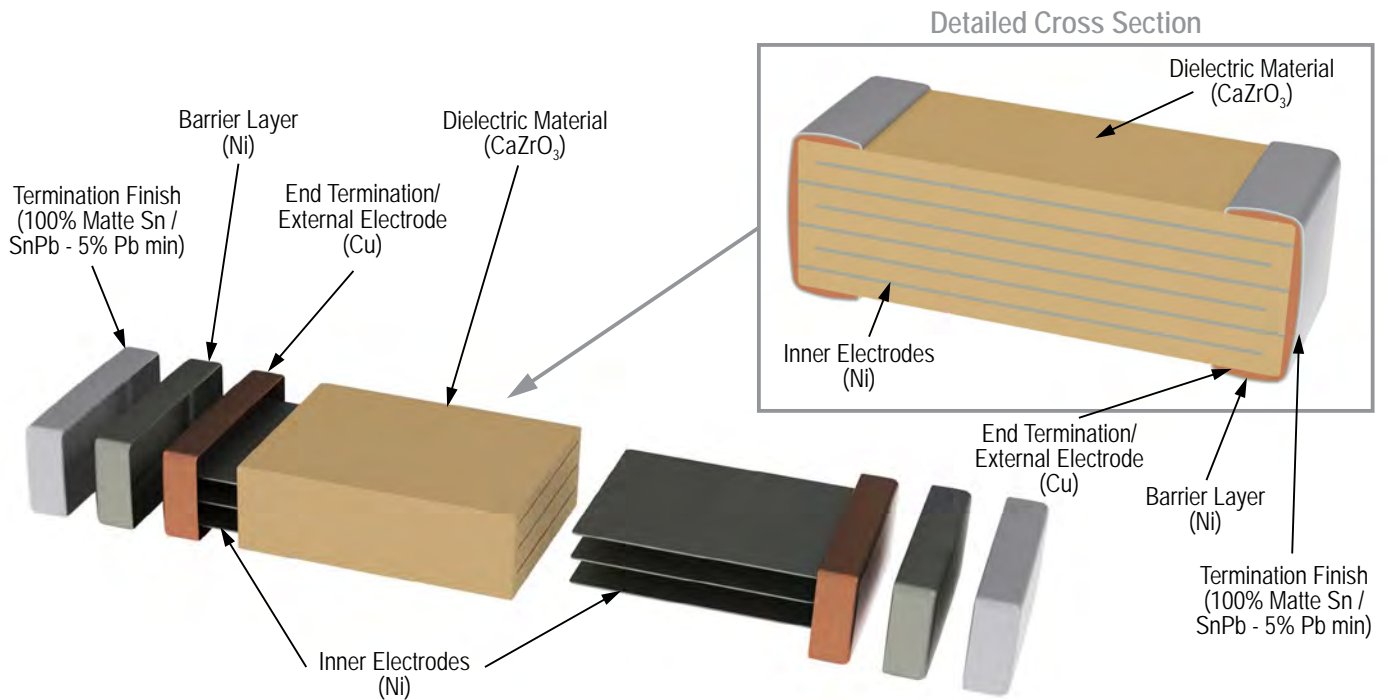 Detailed Cross Section
Dielectric Material
(CaZrO₃)
Barrier Layer
(Ni)
Dielectric Material
(CaZrO₃)
Termination Finish
(100% Matte Sn /
SnPb - 5% Pb min)
End Termination/
External Electrode
(Cu)
Inner Electrodes
(Ni)
End Termination/
External Electrode
(Cu)
Barrier Layer
(Ni)
Termination Finish
(100% Matte Sn /
SnPb - 5% Pb min)
Inner Electrodes
(Ni)